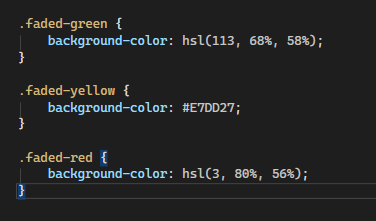 .faded-green {
    background-color: hsl(113, 68%, 58%);
}
.faded-yellow {
    background-color: #E7DD27;
}
.faded-red {
    background-color: hsl(3, 80%, 56%);
}